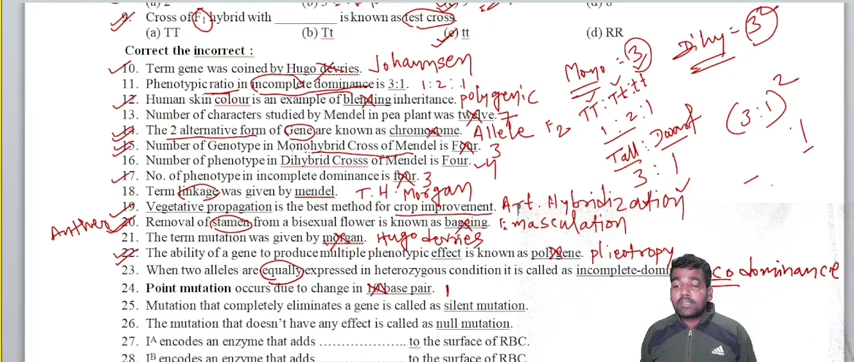 9. Cross of F1 hybrid with ________ is known as test cross.
(a) TT (b) Tt (c) tt (d) RR
Correct the incorrect :
10. Term gene was coined by Hugo devries. Johannsen
11. Phenotypic ratio in incomplete dominance is 3:1. 1:2:1
12. Human skin colour is an example of blending inheritance. polygenic
13. Number of characters studied by Mendel in pea plant was twelve. 7
14. The 2 alternative form of Gene are known as chromosome. Allele
15. Number of Genotype in Monohybrid Cross of Mendel is Four. 3
16. Number of phenotype in Dihybrid Crosss of Mendel is Four. 4
17. No. of phenotype in incomplete dominance is four. 3
18. Term linkage was given by mendel. T.H. Morgan
19. Vegetative propagation is the best method for crop improvement. Art. Hybridization
Anther
20. Removal of stamen from a bisexual flower is known as bagging. Emasculation
21. The term mutation was given by morgan. Hugo devries
22. The ability of a gene to produce multiple phenotypic effect is known as polygene. plieotropy
23. When two alleles are equally expressed in heterozygous condition it is called as incomplete-dom co dominance
24. Point mutation occurs due to change in 10 base pair. 1
25. Mutation that completely eliminates a gene is called as silent mutation.
26. The mutation that doesn't have any effect is called as null mutation.
27. IA encodes an enzyme that adds .................... to the surface of RBC.
28. IB encodes an enzyme that adds .................... to the surface of RBC.
Mono = 3
Dihy = 3²
TT : Tt : tt
F2
1 : 2 : 1
Tall : Dwarf
3 : 1
(3:1)²